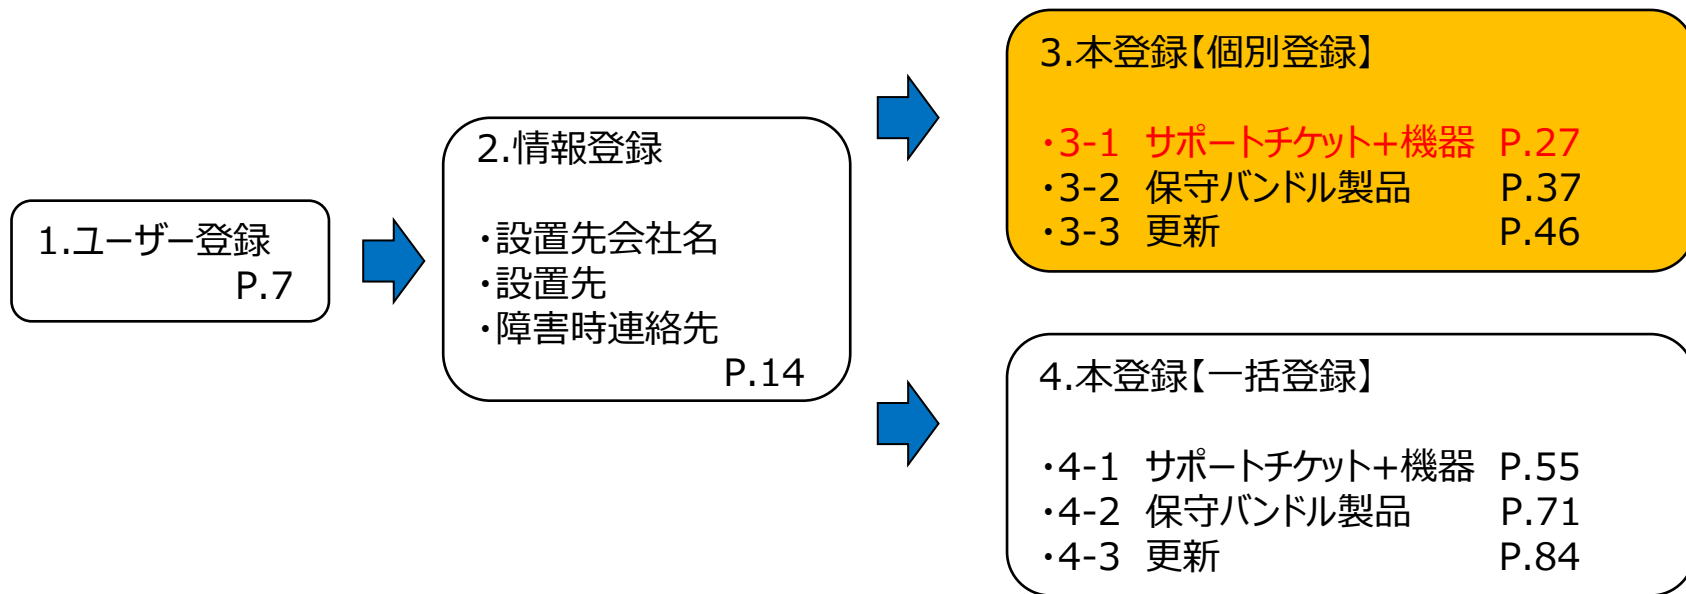 1.ユーザー登録
P.7
2.情報登録
・設置先会社名
・設置先
・障害時連絡先
P.14
3.本登録【個別登録】
・3-1 サポートチケット+機器 P.27
・3-2 保守バンドル製品 P.37
・3-3 更新 P.46
4.本登録【一括登録】
・4-1 サポートチケット+機器 P.55
・4-2 保守バンドル製品 P.71
・4-3 更新 P.84